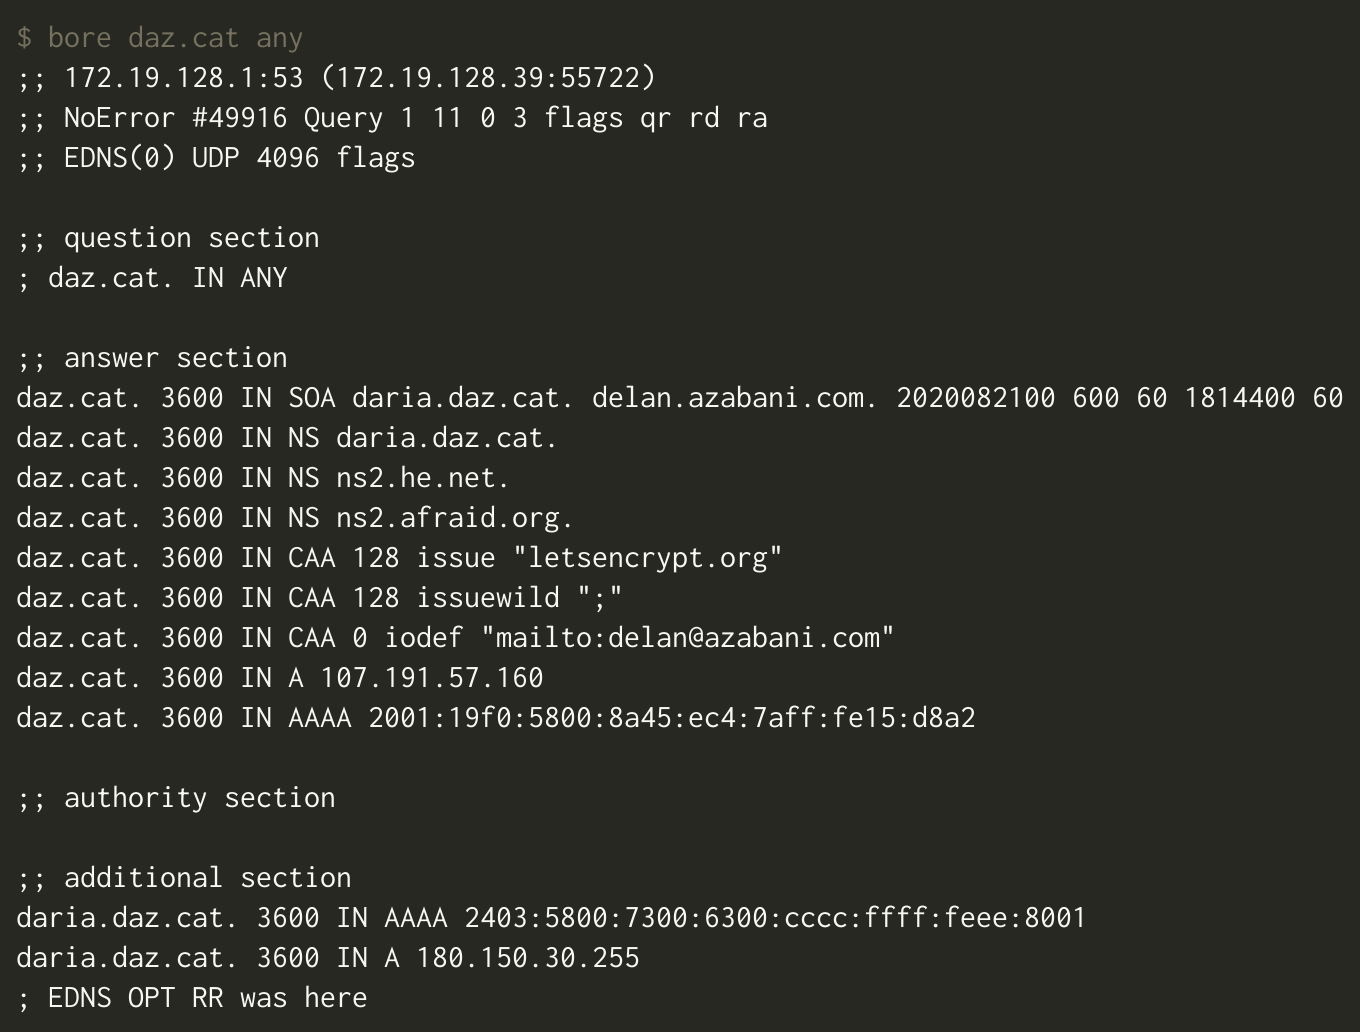 $ bore daz.cat any
;; 172.19.128.1:53 (172.19.128.39:55722)
;; NoError #49916 Query 1 11 0 3 flags qr rd ra
;; EDNS(0) UDP 4096 flags
;; question section
; daz.cat. IN ANY
;; answer section
daz.cat. 3600 IN SOA daria.daz.cat. delan.azabani.com. 2020082100 600 60 1814400 60
daz.cat. 3600 IN NS daria.daz.cat.
daz.cat. 3600 IN NS ns2.he.net.
daz.cat. 3600 IN NS ns2.afraid.org.
daz.cat. 3600 IN CAA 128 issue "letsencrypt.org"
daz.cat. 3600 IN CAA 128 issuewild ";"
daz.cat. 3600 IN CAA 0 iodef "mailto:delan@azabani.com"
daz.cat. 3600 IN A 107.191.57.160
daz.cat. 3600 IN AAAA 2001:19f0:5800:8a45:ec4:7aff:fe15:d8a2
;; authority section
;; additional section
daria.daz.cat. 3600 IN AAAA 2403:5800:7300:6300:cccc:ffff:feee:8001
daria.daz.cat. 3600 IN A 180.150.30.255
; EDNS OPT RR was here